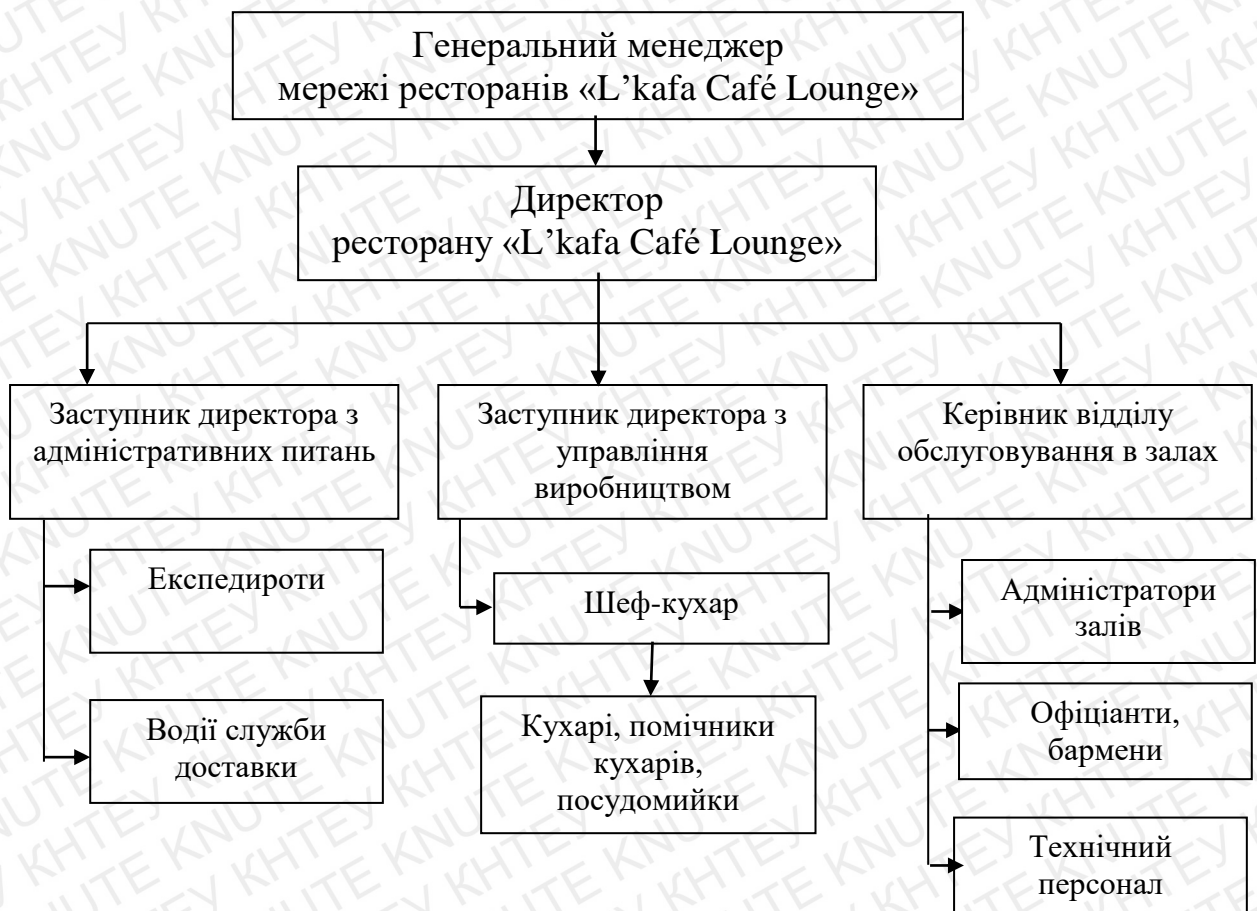 Генеральний менеджер
мережі ресторанів «L’kafa Café Lounge»
Директор
ресторану «L’kafa Café Lounge»
Заступник директора з
адміністративних питань
Заступник директора з
управління
виробництвом
Керівник відділу
обслуговування в залах
Експедироти
Шеф-кухар
Адміністратори
залів
Водії служби
доставки
Кухарі, помічники
кухарів,
посудомийки
Офіціанти,
бармени
Технічний
персонал